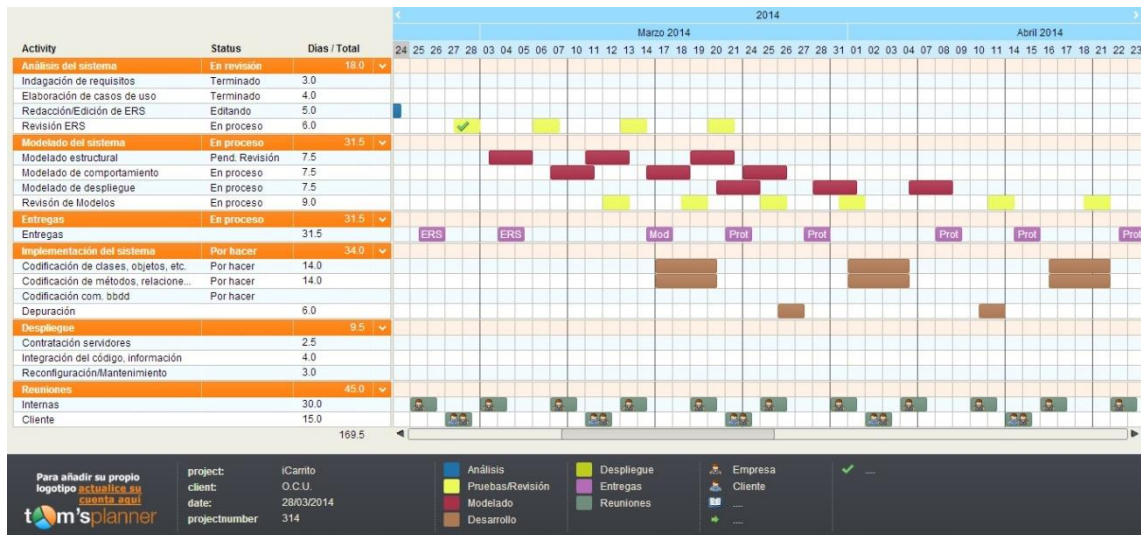 2014
Marzo 2014 Abril 2014
Activity Status Dias / Total 24 25 26 27 28 03 04 05 06 07 10 11 12 13 14 17 18 19 20 21 24 25 26 27 28 31 01 02 03 04 07 08 09 10 11 14 15 16 17 18 21 22 23
Análisis del sistema En revisión 18.0
Indagación de requisitos Terminado 3.0
Elaboración de casos de uso Terminado 4.0
Redacción/Edición de ERS Editando 5.0
Revisión ERS En proceso 6.0
Modelado del sistema En proceso 31.5
Modelado estructural Pend. Revisión 7.5
Modelado de comportamiento En proceso 7.5
Modelado de despliegue En proceso 7.5
Revisón de Modelos En proceso 9.0
Entregas En proceso 31.5
Entregas 31.5 ERS ERS Mod Prot Prot Prot Prot Prot
Implementación del sistema Por hacer 34.0
Codificación de clases, objetos, etc. Por hacer 14.0
Codificación de métodos, relacione... Por hacer 14.0
Codificación com. bbdd Por hacer
Depuración 6.0
Despliegue 9.5
Contratación servidores 2.5
Integración del código, información 4.0
Reconfiguración/Mantenimiento 3.0
Reuniones 45.0
Internas 30.0
Cliente 15.0
169.5
Para añadir su propio
logotipo actualice su
cuenta aquí
tom'splanner
project: iCarrito
client: O.C.U.
date: 28/03/2014
projectnumber 314
Análisis
Pruebas/Revisión
Modelado
Desarrollo
Despliegue
Entregas
Reuniones
Empresa
Cliente
....
....
....